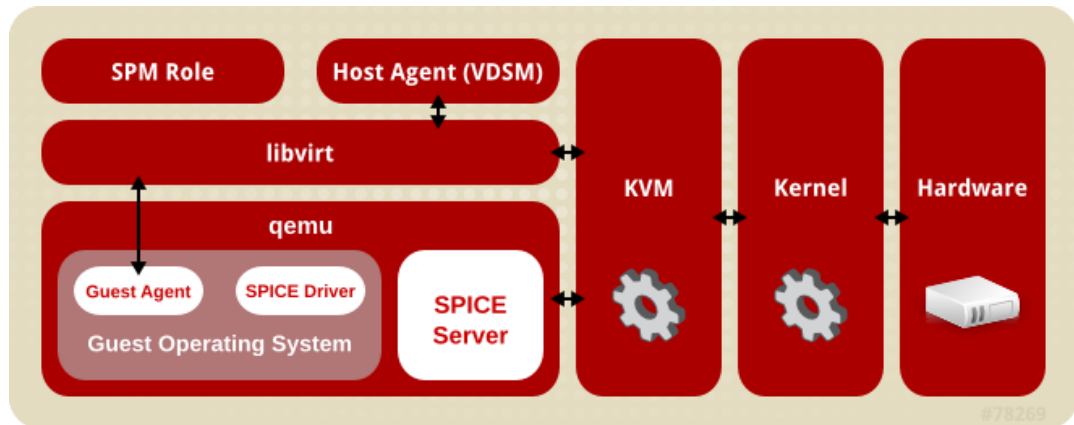 SPM Role
Host Agent (VDSM)
libvirt
qemu
Guest Agent
SPICE Driver
Guest Operating System
SPICE
Server
KVM
Kernel
Hardware
#78269